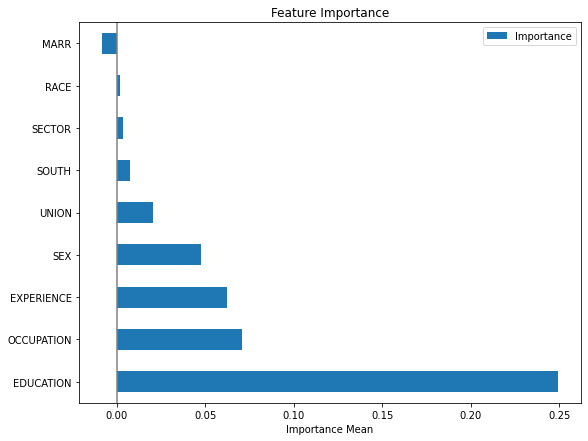 Feature Importance
Importance
MARR
RACE
SECTOR
SOUTH
UNION
SEX
EXPERIENCE
OCCUPATION
EDUCATION
0.00 0.05 0.10 0.15 0.20 0.25
Importance Mean